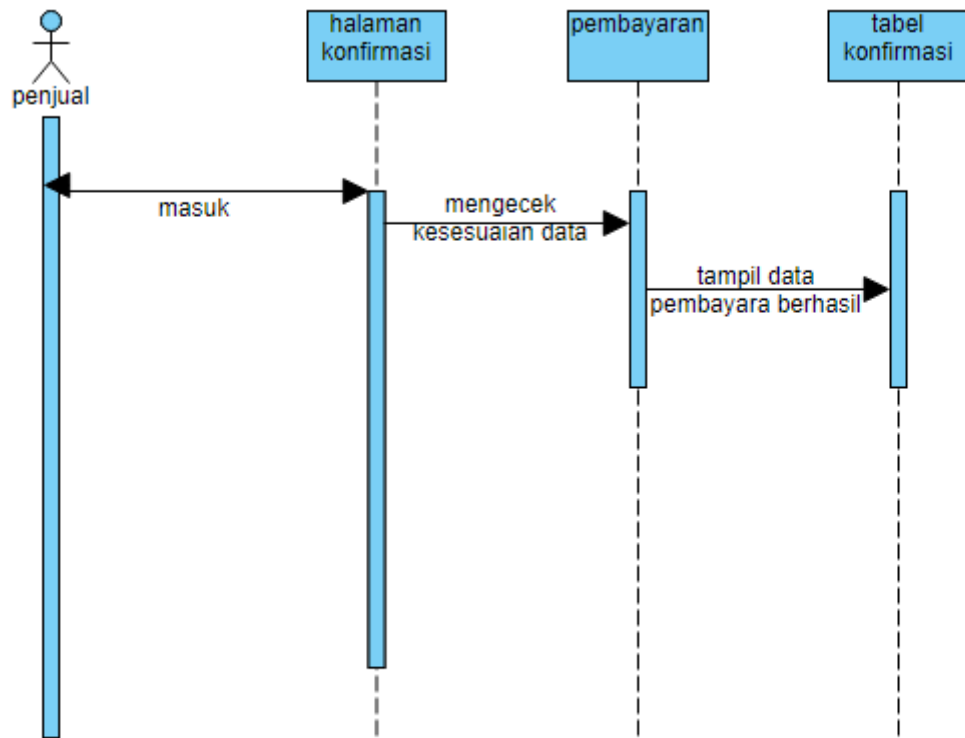 penjual
halaman
konfirmasi
pembayaran
tabel
konfirmasi
masuk
mengecek
kesesuaian data
tampil data
pembayara berhasil